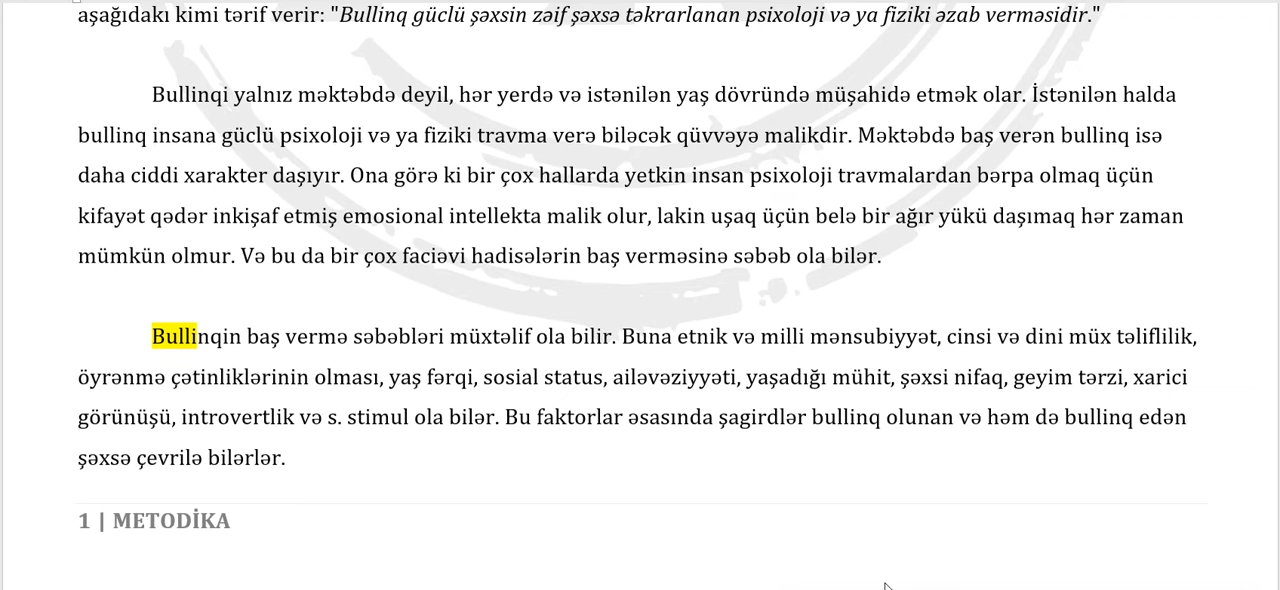 aşağıdakı kimi tərif verir: "Bullinq güclü şəxsin zəif şəxsə təkrarlanan psixoloji və ya fiziki əzab verməsidir."
Bullinqi yalnız məktəbdə deyil, hər yerdə və istənilən yaş dövründə müşahidə etmək olar. İstənilən halda
bullinq insana güclü psixoloji və ya fiziki travma verə biləcək qüvvəyə malikdir. Məktəbdə baş verən bullinq isə
daha ciddi xarakter daşıyır. Ona görə ki bir çox hallarda yetkin insan psixoloji travmalardan bərpa olmaq üçün
kifayət qədər inkişaf etmiş emosional intellekta malik olur, lakin uşaq üçün belə bir ağır yükü daşımaq hər zaman
mümkün olmur. Və bu da bir çox faciəvi hadisələrin baş verməsinə səbəb ola bilər.
Bullinqin baş vermə səbəbləri müxtəlif ola bilir. Buna etnik və milli mənsubiyyət, cinsi və dini müx təliflilik,
öyrənmə çətinliklərinin olması, yaş fərqi, sosial status, ailəvəziyyəti, yaşadığı mühit, şəxsi nifaq, geyim tərzi, xarici
görünüşü, introvertlik və s. stimul ola bilər. Bu faktorlar əsasında şagirdlər bullinq olunan və həm də bullinq edən
şəxsə çevrilə bilərlər.
1 | METODİKA